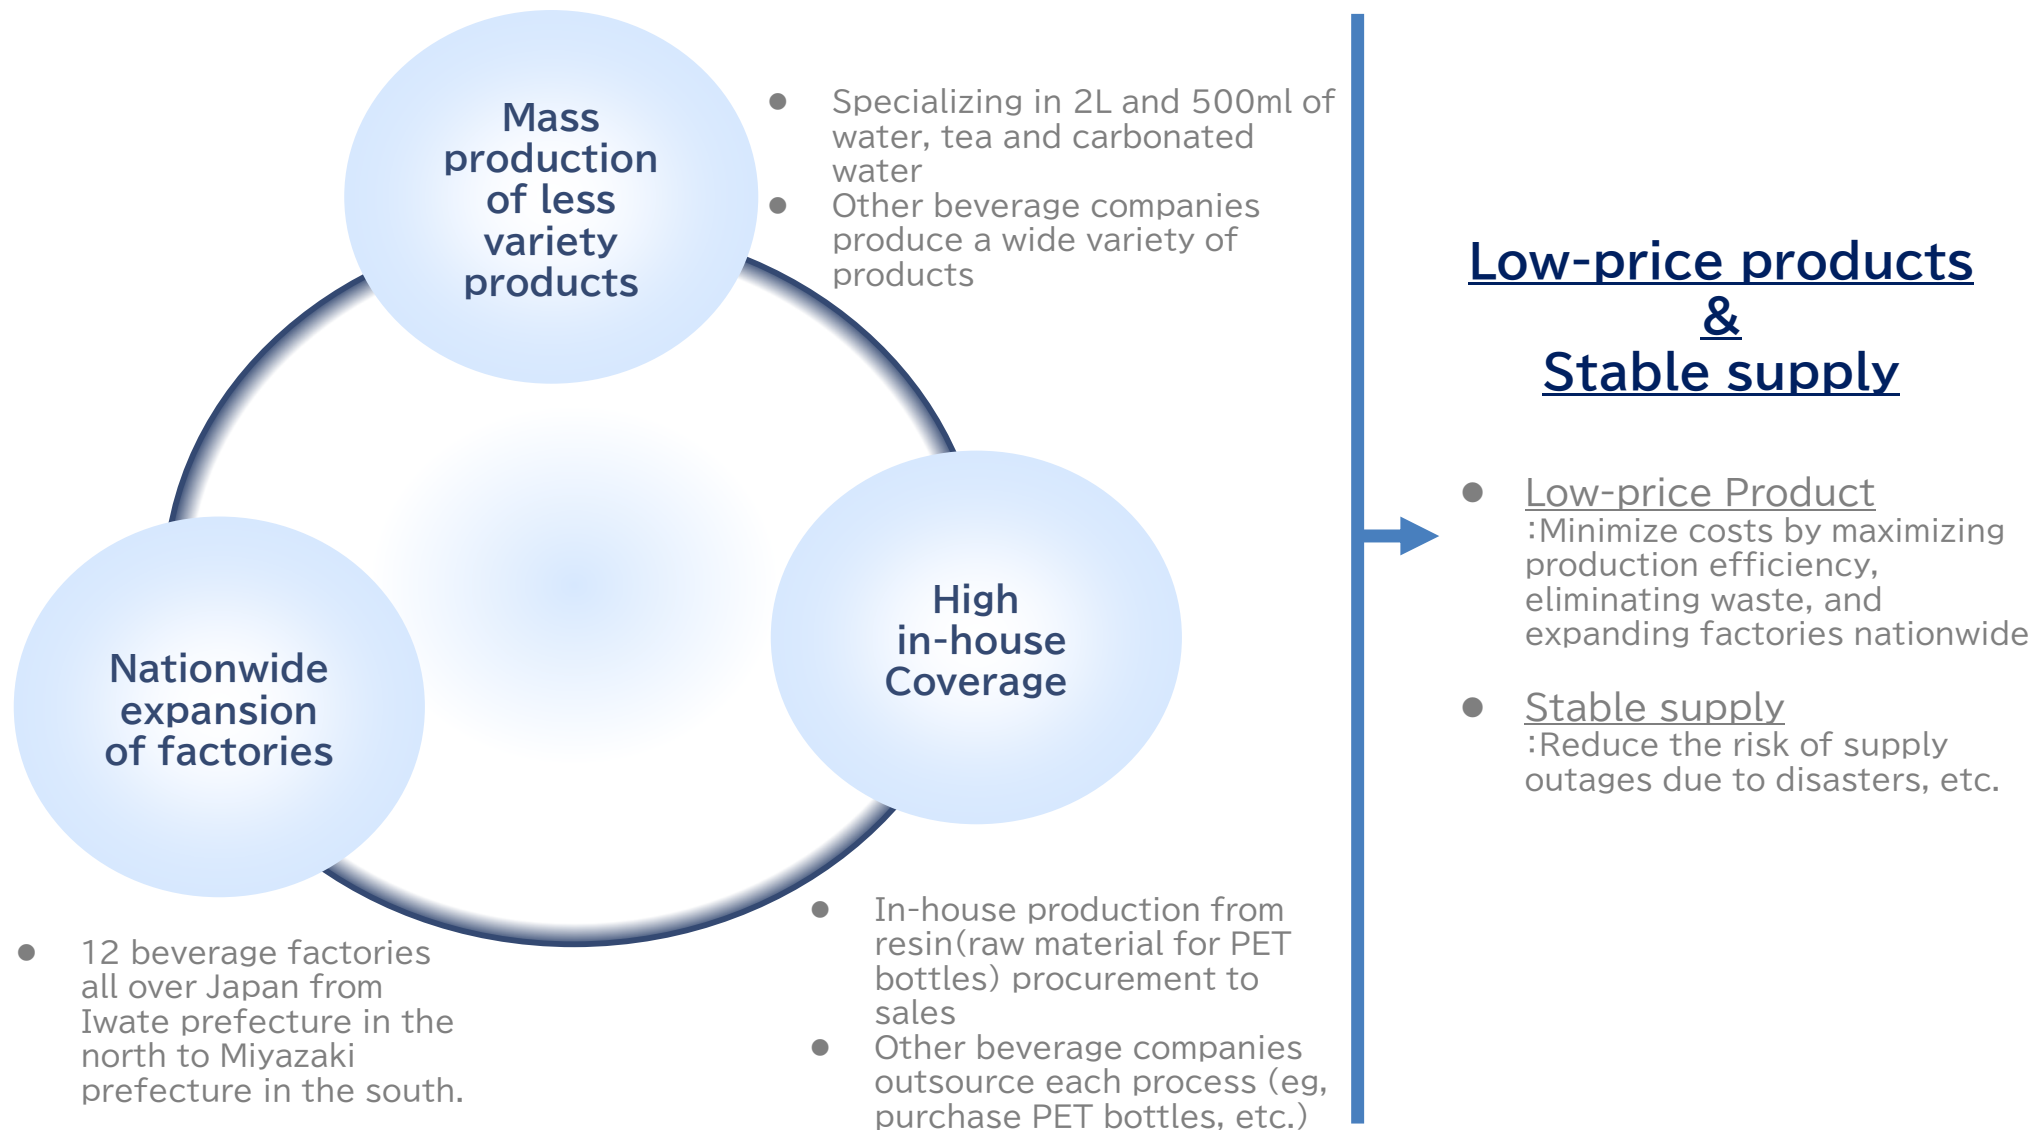 Mass
production
of less
variety
products
● Specializing in 2L and 500ml of
water, tea and carbonated
water
● Other beverage companies
produce a wide variety of
products
High
in-house
Coverage
● In-house production from
resin(raw material for PET
bottles) procurement to
sales
● Other beverage companies
outsource each process (eg,
purchase PET bottles, etc.)
Nationwide
expansion
of factories
● 12 beverage factories
all over Japan from
Iwate prefecture in the
north to Miyazaki
prefecture in the south.
Low-price products
&
Stable supply
● Low-price Product
:Minimize costs by maximizing
production efficiency,
eliminating waste, and
expanding factories nationwide
● Stable supply
:Reduce the risk of supply
outages due to disasters, etc.